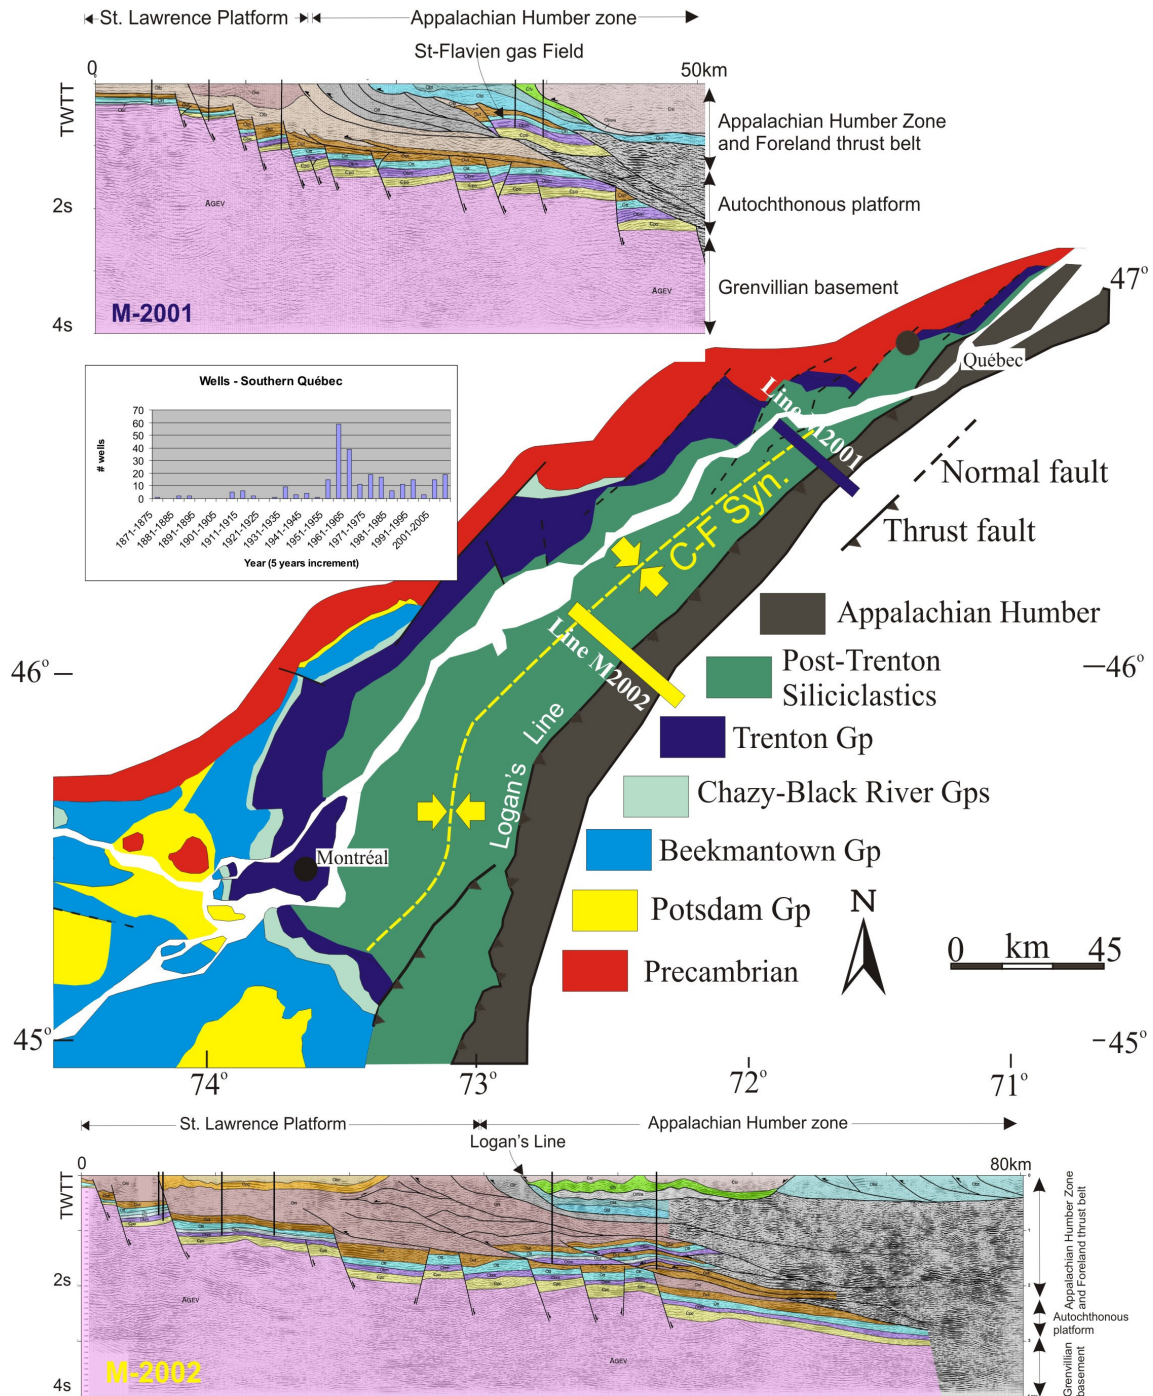 St. Lawrence Platform
Appalachian Humber zone
St-Flavien gas Field
0
50km
TWTT
2s
4s
AGEV
AGEV
M-2001
Appalachian Humber Zone
and Foreland thrust belt
Autochthonous platform
Grenvillian basement
47°
Wells - Southern Québec
# wells
70
60
50
40
30
20
10
0
1871-1875
1881-1885
1891-1895
1901-1905
1911-1915
1921-1925
1931-1935
1941-1945
1951-1955
1961-1965
1971-1975
1981-1985
1991-1995
2001-2005
Year (5 years increment)
Québec
Line M2001
C-F Syn.
Normal fault
Thrust fault
Line M2002
Logan's Line
Montréal
Appalachian Humber
Post-Trenton
Siliciclastics
Trenton Gp
Chazy-Black River Gps
Beekmantown Gp
Potsdam Gp
Precambrian
N
0 km 45
46°
46°
45°
45°
74°
73°
72°
71°
St. Lawrence Platform
Appalachian Humber zone
Logan's Line
0
80km
TWTT
2s
4s
AGEV
AGEV
M-2002
Appalachian Humber Zone
and Foreland thrust belt
Autochthonous
platform
Grenvillian
basement